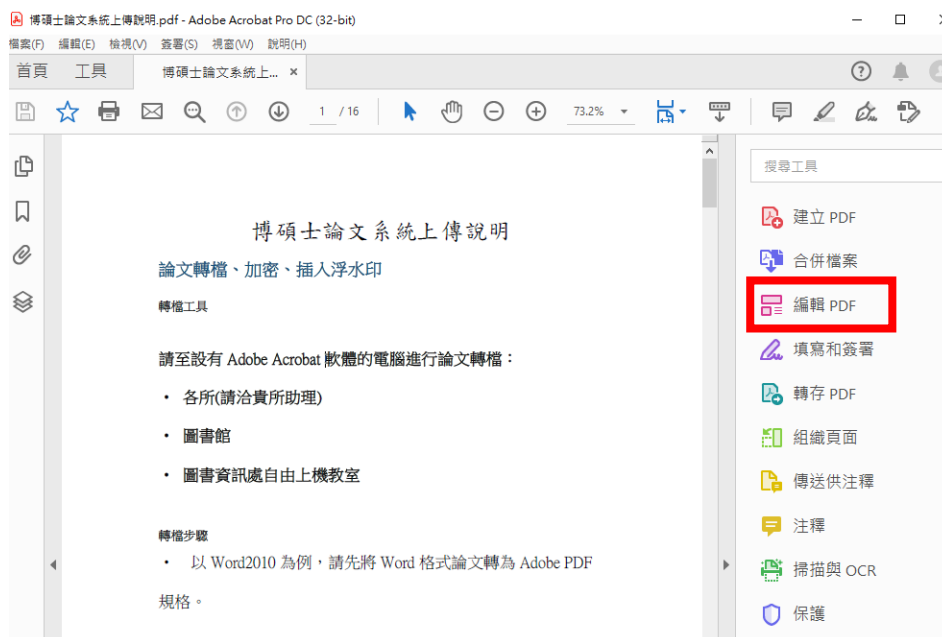 博碩士論文系統上傳說明.pdf - Adobe Acrobat Pro DC (32-bit)
檔案(F) 編輯(E) 檢視(V) 簽署(S) 視窗(W) 說明(H)
首頁 工具 博碩士論文系統上... ×
1 / 16 73.2%
搜尋工具
建立 PDF
合併檔案
編輯 PDF
填寫和簽署
轉存 PDF
組織頁面
傳送供注釋
注釋
掃描與 OCR
保護
博碩士論文系統上傳說明
論文轉檔、加密、插入浮水印
轉檔工具
請至設有 Adobe Acrobat 軟體的電腦進行論文轉檔：
• 各所(請洽貴所助理)
• 圖書館
• 圖書資訊處自由上機教室
轉檔步驟
• 以 Word2010 為例，請先將 Word 格式論文轉為 Adobe PDF
規格。